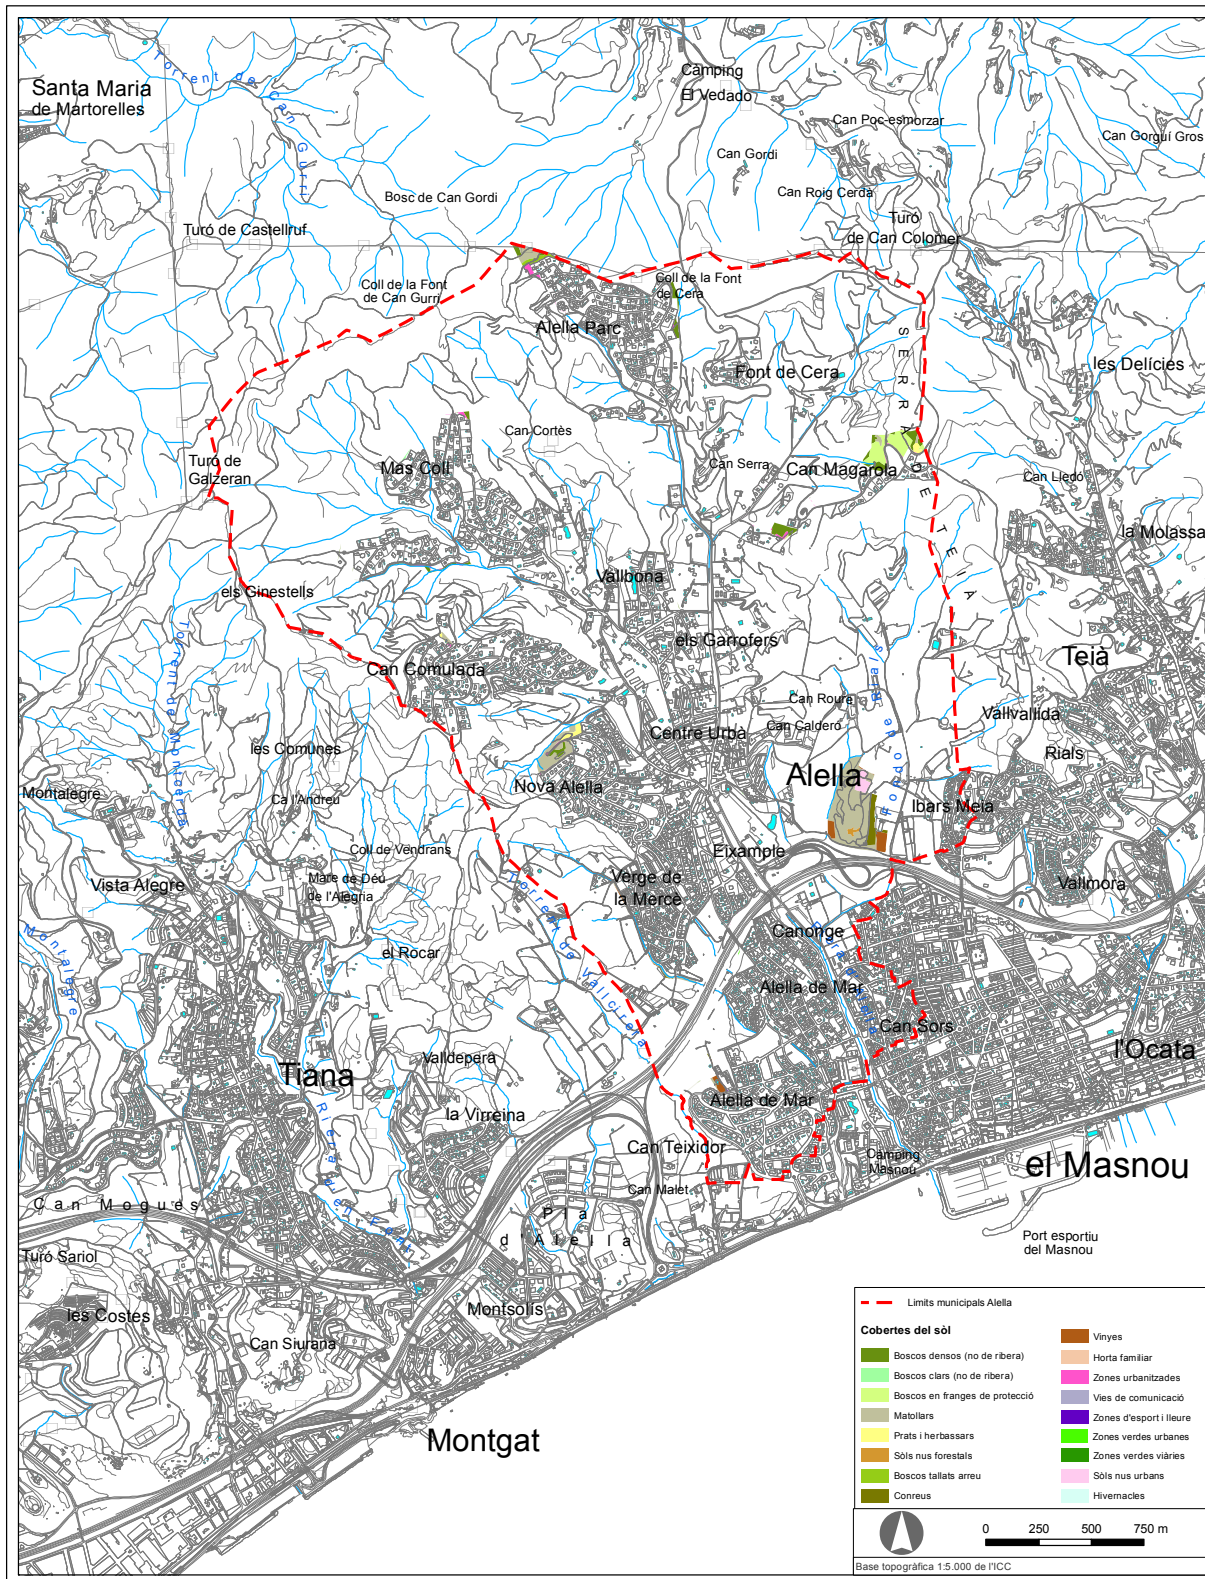 Torrent de Can Gurri
Santa Maria
de Martorelles
Camping
El Vedado
Can Poc-esmorzar
Can Gorguí Gros
Can Gordi
Can Roig Cerdà
Bosc de Can Gordi
Turó de Castellruf
Turó
de Can Colomer
Coll de la Font
de Can Gurri
Coll de la Font
de Cera
Alella Parc
Font de Cera
les Delícies
SERRA DE TEIÀ
Can Cortès
Mas Coll
Can Serra
Can Magarola
Turó de
Galzeran
Can Lledó
la Molassa
Vallbona
els Ginestells
els Garrofers
Teià
Can Comulada
Can Roure
Can Calderó
Vallvallida
Centre Urbà
Rials
les Comunes
Nova Alella
Alella
Ibars Meia
Montalegre
Ca l'Andreu
Coll de Vendrans
Eixample
Vista Alegre
Mare de Déu
de l'Alegria
Verge de
la Mercè
Vallmora
Montalegre
Canonge
el Rocar
Torrent de Vallcirera
Alella de Mar
Can Sors
l'Ocata
Valldeperà
Tiana
la Virreina
Alella de Mar
Can Teixidor
Camping
Masnou
el Masnou
Can Malet
Can Mogues
Riera d'en Font
Pla
d'Alella
Port esportiu
del Masnou
Turó Sariol
les Costes
Montsolís
Can Siurana
Montgat
Limits municipals Alella
Cobertes del sòl
Boscos densos (no de ribera)
Boscos clars (no de ribera)
Boscos en franges de protecció
Matollars
Prats i herbassars
Sòls nus forestals
Boscos tallats arreu
Conreus
Vinyes
Horta familiar
Zones urbanitzades
Vies de comunicació
Zones d'esport i lleure
Zones verdes urbanes
Zones verdes viàries
Sòls nus urbans
Hivernacles
0 250 500 750 m
Base topogràfica 1:5.000 de l'ICC